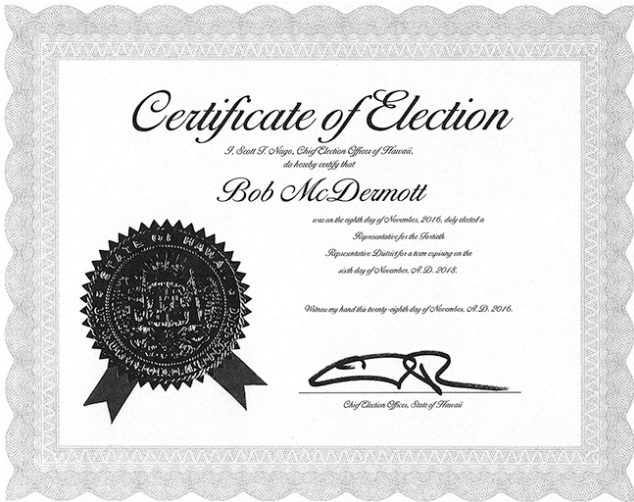 Certificate of Election
I, Scott T. Nago, Chief Election Officer of Hawaii,
do hereby certify that
Bob McDermott
was on the eighth day of November, 2016, duly elected a
Representative for the Fortieth
Representative District for a term expiring on the
sixth day of November, A.D. 2018.
Witness my hand this twenty-eighth day of November, A.D. 2016.
STATE OF HAWAII
Chief Election Officer, State of Hawaii